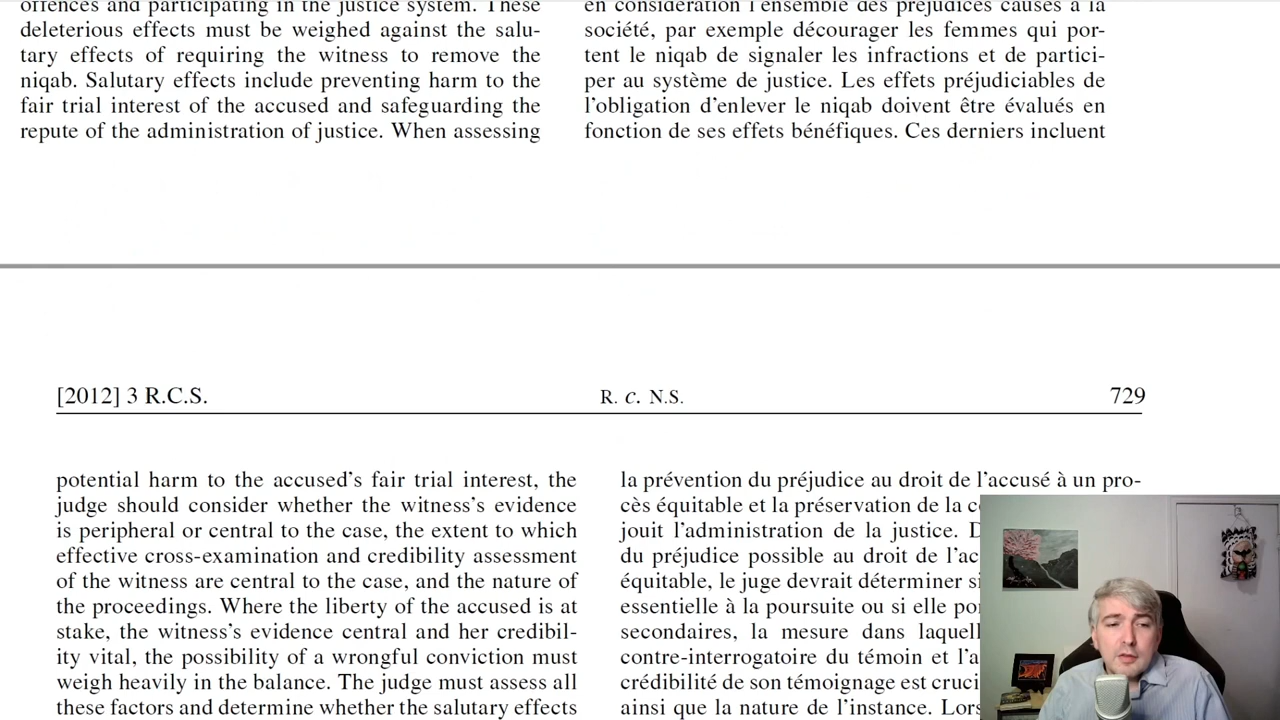 offences and participating in the justice system. These
deleterious effects must be weighed against the salu-
tary effects of requiring the witness to remove the
niqab. Salutary effects include preventing harm to the
fair trial interest of the accused and safeguarding the
repute of the administration of justice. When assessing
en considération l'ensemble des préjudices causés à la
société, par exemple décourager les femmes qui por-
tent le niqab de signaler les infractions et de partici-
per au système de justice. Les effets préjudiciables de
l'obligation d'enlever le niqab doivent être évalués en
fonction de ses effets bénéfiques. Ces derniers incluent
[2012] 3 R.C.S. R. c. N.S. 729
potential harm to the accused's fair trial interest, the
judge should consider whether the witness's evidence
is peripheral or central to the case, the extent to which
effective cross-examination and credibility assessment
of the witness are central to the case, and the nature of
the proceedings. Where the liberty of the accused is at
stake, the witness's evidence central and her credibil-
ity vital, the possibility of a wrongful conviction must
weigh heavily in the balance. The judge must assess all
these factors and determine whether the salutary effects
la prévention du préjudice au droit de l'accusé à un pro-
cès équitable et la préservation de la
jouit l'administration de la justice.
du préjudice possible au droit de
équitable, le juge devrait déterminer
essentielle à la poursuite ou si elle
secondaires, la mesure dans
contre-interrogatoire du témoin et
crédibilité de son témoignage est
ainsi que la nature de l'instance.